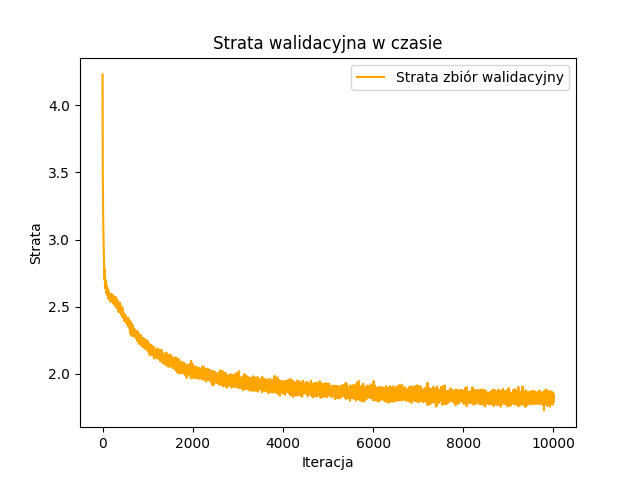 Strata walidacyjna w czasie
Strata zbiór walidacyjny
4.0
3.5
3.0
2.5
2.0
Strata
0 2000 4000 6000 8000 10000
Iteracja